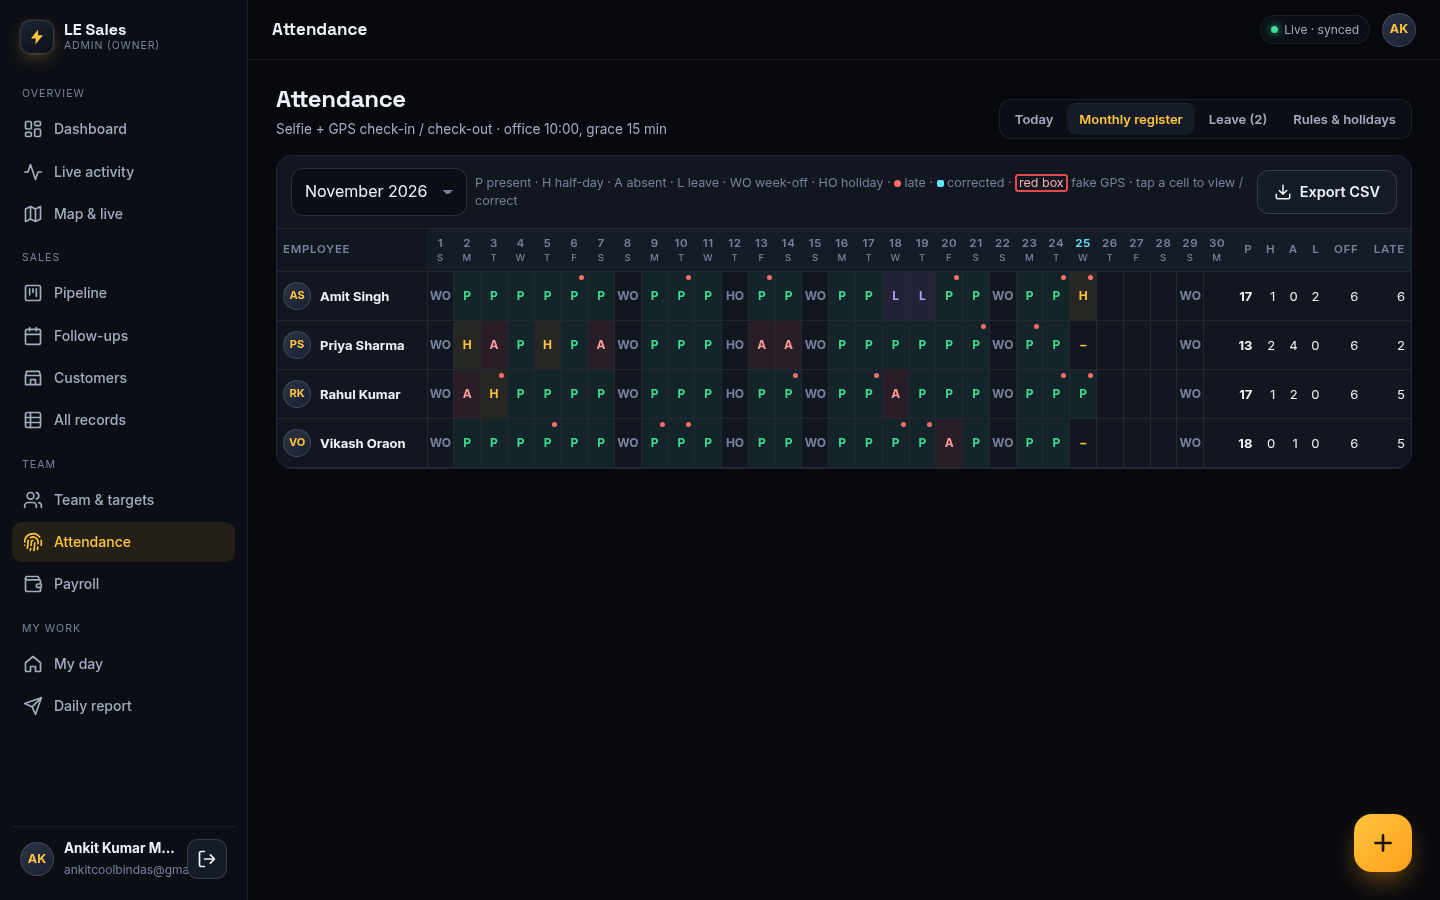 LE Sales
ADMIN (OWNER)
OVERVIEW
Dashboard
Live activity
Map & live
SALES
Pipeline
Follow-ups
Customers
All records
TEAM
Team & targets
Attendance
Payroll
MY WORK
My day
Daily report
AK
Ankit Kumar M...
ankitcoolbindas@gma
Attendance
Live · synced
AK
Attendance
Selfie + GPS check-in / check-out · office 10:00, grace 15 min
Today Monthly register Leave (2) Rules & holidays
November 2026
P present · H half-day · A absent · L leave · WO week-off · HO holiday · late · corrected · red box fake GPS · tap a cell to view /
correct
Export CSV
EMPLOYEE 1 2 3 4 5 6 7 8 9 10 11 12 13 14 15 16 17 18 19 20 21 22 23 24 25 26 27 28 29 30 P H A L OFF LATE
S M T W T F S S M T W T F S S M T W T F S S M T W T F S S M
AS Amit Singh WO P P P P P P WO P P P HO P P WO P P L L P P WO P P H WO 17 1 0 2 6 6
PS Priya Sharma WO H A P H P A WO P P P HO A A WO P P P P P P WO P P – WO 13 2 4 0 6 2
RK Rahul Kumar WO A H P P P P WO P P P HO P P WO P P A P P P WO P P P WO 17 1 2 0 6 5
VO Vikash Oraon WO P P P P P P WO P P P HO P P WO P P P P A P WO P P – WO 18 0 1 0 6 5